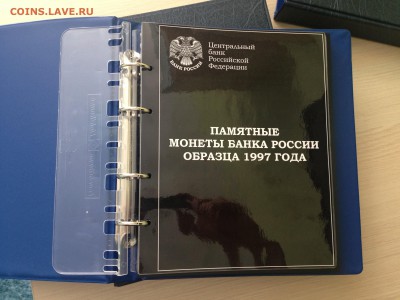 COINS.LAVE.RU
БАНК РОССИИ
Центральный
банк
Российской
Федерации
ПАМЯТНЫЕ
МОНЕТЫ БАНКА РОССИИ
ОБРАЗЦА 1997 ГОДА